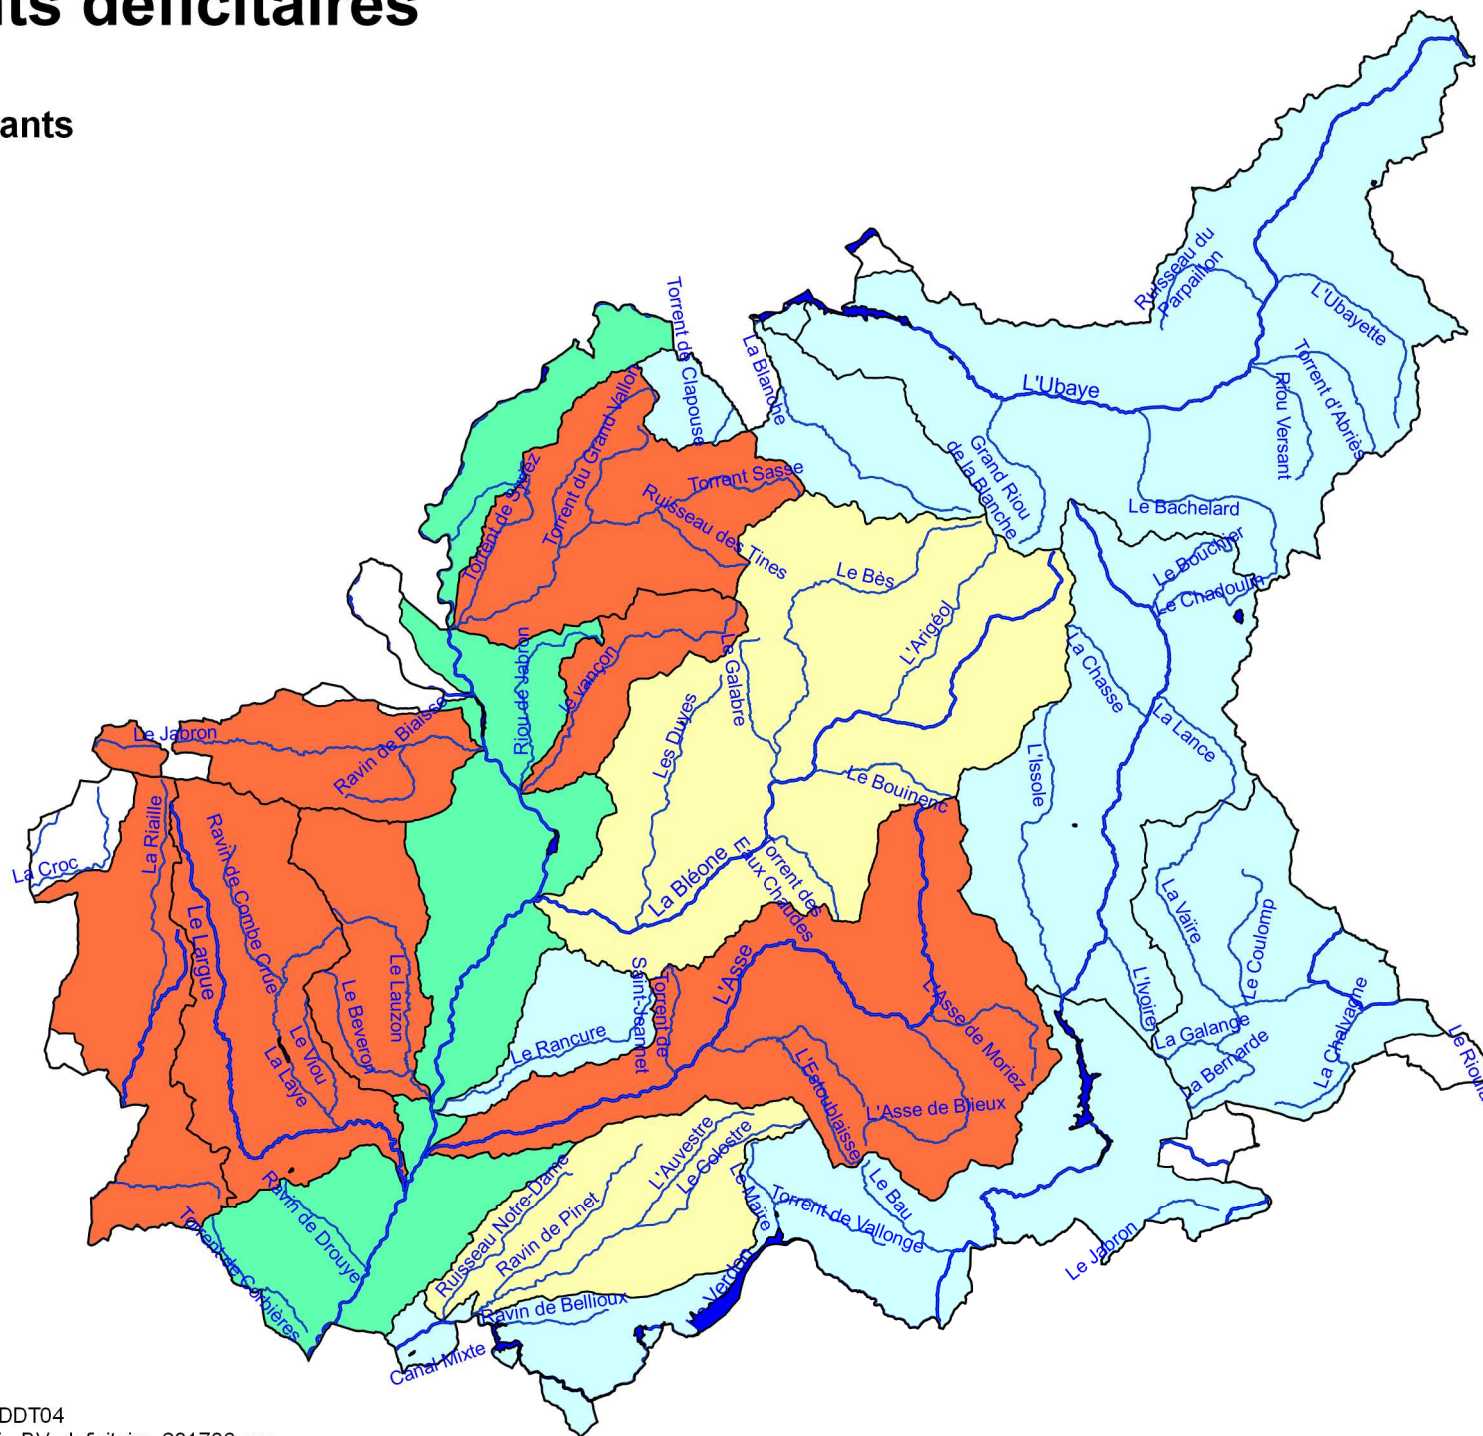 ts déficitaires
ants
Ruisseau du
Parpaillon
L'Ubayette
Torrent de Clapouse
La Blanche
L'Ubaye
Torrent d'Abriès
Riou Versant
Torrent du Grand Vallon
Torrent Sasse
Grand Riou
de la Blanche
Ruisseau des Tines
Le Bachelard
Le Bouchier
Le Chadoulin
Le Bès
L'Arigéol
Riou de Jabron
le vançon
Le Galabre
La Chasse
Les Duyes
Le Jabron
Ravin de Biaisse
La Lance
L'Issole
Le Bouinenc
La Riaille
Ravin de Combe Crue
La Croc
La Bléone
Torrent des
Eaux Chaudes
La Vaire
Le Coulomp
Le Largue
Le Lauzon
Le Beveron
Saint-Jeannet
Torrent de
L'Asse
L'Asse de Moriez
L'Ivoire
La Galange
La Bernarde
La Chalvagne
Le Viou
La Laye
Le Rancure
L'Estoublaisse
L'Asse de Blieux
L'Auvestre
Le Colostre
Le Maire
Le Bau
Torrent de Vallonge
Ruisseau Notre-Dame
Ravin de Pinet
Ravin de Drouye
Torrent de Corbières
Le Jabron
Verdon
Ravin de Bellioux
Canal Mixte
DDT04